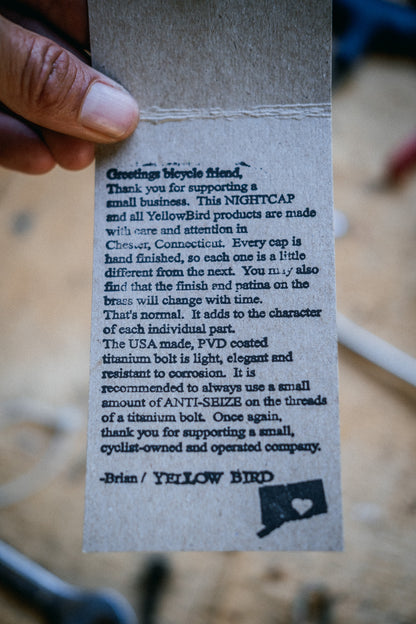 Greetings bicycle friend,
Thank you for supporting a
small business. This NIGHTCAP
and all YellowBird products are made
with care and attention in
Chester, Connecticut. Every cap is
hand finished, so each one is a little
different from the next. You may also
find that the finish and patina on the
brass will change with time.
That's normal. It adds to the character
of each individual part.
The USA made, PVD coated
titanium bolt is light, elegant and
resistant to corrosion. It is
recommended to always use a small
amount of ANTI-SEIZE on the threads
of a titanium bolt. Once again,
thank you for supporting a small,
cyclist-owned and operated company.
-Brian / YELLOW BIRD